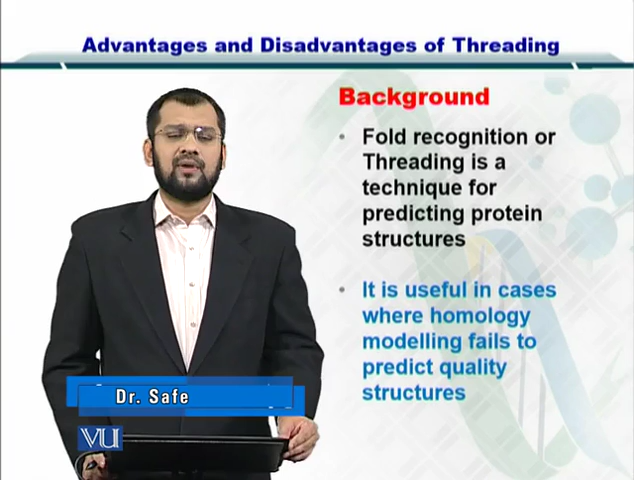 Advantages and Disadvantages of Threading
Background
• Fold recognition or
Threading is a
technique for
predicting protein
structures
• It is useful in cases
where homology
modelling fails to
predict quality
structures
Dr. Safe
VU